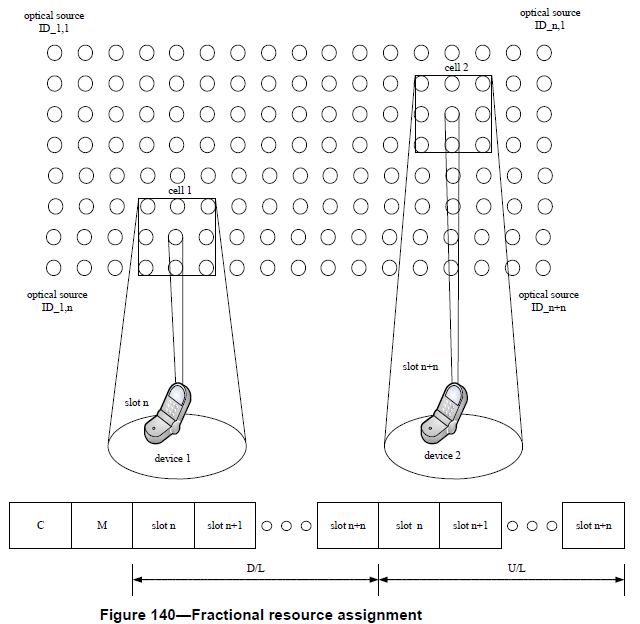 optical source
ID_1,1
optical source
ID_n,1
cell 2
cell 1
optical source
ID_1,n
optical source
ID_n+n
slot n+n
slot n
device 1
device 2
C
M
slot n
slot n+1
slot n+n
slot n
slot n+1
slot n+n
D/L
U/L
Figure 140—Fractional resource assignment